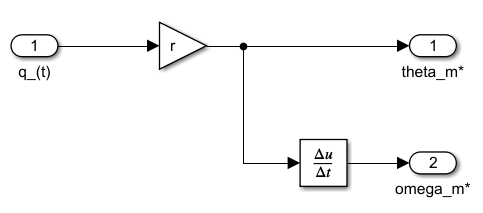 1
q_(t)
r
1
theta_m*
Δu
Δt
2
omega_m*